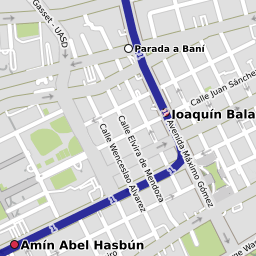 Gasset - UASD
Parada a Baní
Calle Juan Sánchez
Joaquín Bala
Avenida Máximo Gómez
Calle Elvira de Mendoza
Calle Wenceslao Álvarez
Amín Abel Hasbún